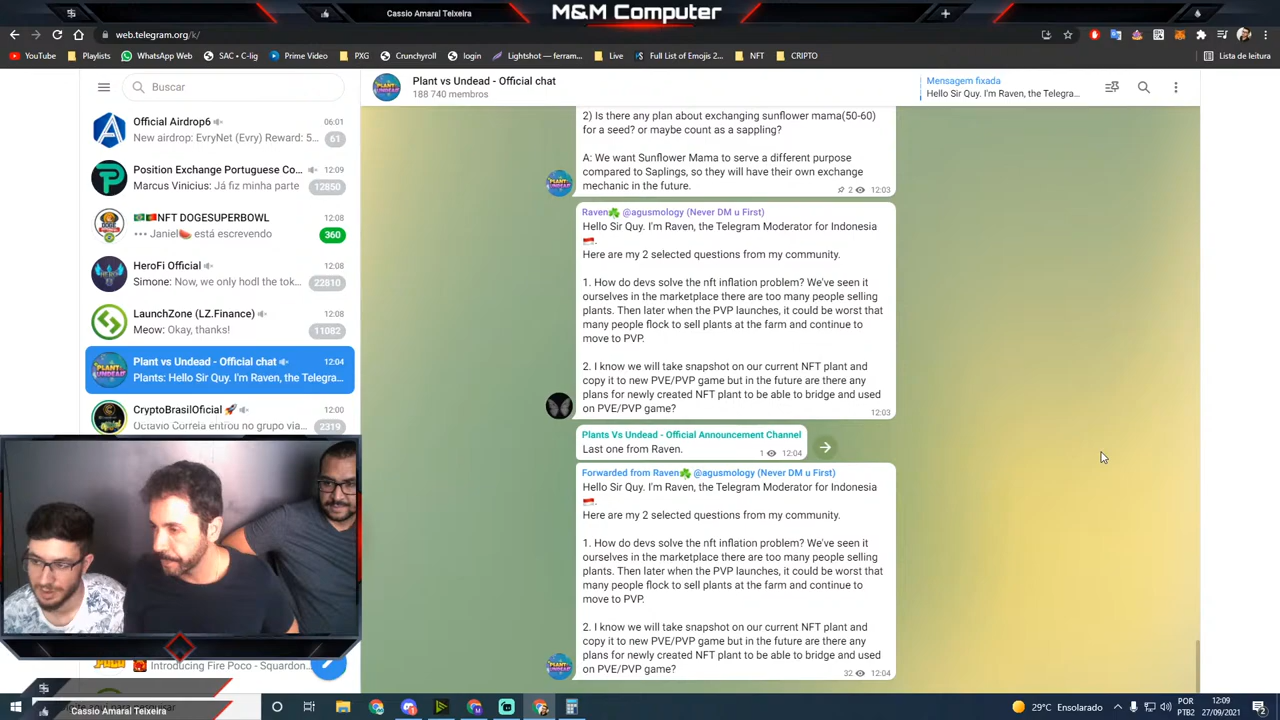 M&M Computer
Cassio Amaral Teixeira
web.telegram.org/k/
YouTube
Playlists
WhatsApp Web
SAC • C-lig
Prime Video
PXG
Crunchyroll
login
Lightshot — ferram...
Live
Full List of Emojis 2...
NFT
CRIPTO
Lista de leitura
Buscar
Official Airdrop6
06:01
New airdrop: EvryNet (Evry) Reward: 5...
61
Position Exchange Portuguese Co...
12:09
Marcus Vinicius: Já fiz minha parte
12850
NFT DOGESUPERBOWL
12:08
Janiel🍉 está escrevendo
360
HeroFi Official
12:08
Simone: Now, we only hodl the tok...
22810
LaunchZone (LZ.Finance)
12:08
Meow: Okay, thanks!
11082
Plant vs Undead - Official chat
12:04
Plants: Hello Sir Quy. I'm Raven, the Telegra...
CryptoBrasilOficial 🚀
12:00
Octavio Correia entrou no grupo via...
2319
Introducing Fire Poco - Squardon...
Plant vs Undead - Official chat
188 740 membros
Mensagem fixada
Hello Sir Quy. I'm Raven, the Telegra...
2) Is there any plan about exchanging sunflower mama(50-60)
for a seed? or maybe count as a sappling?
A: We want Sunflower Mama to serve a different purpose
compared to Saplings, so they will have their own exchange
mechanic in the future.
2
12:03
Raven☘️ @agusmology (Never DM u First)
Hello Sir Quy. I'm Raven, the Telegram Moderator for Indonesia
🇮🇩.
Here are my 2 selected questions from my community.
1. How do devs solve the nft inflation problem? We've seen it
ourselves in the marketplace there are too many people selling
plants. Then later when the PVP launches, it could be worst that
many people flock to sell plants at the farm and continue to
move to PVP.
2. I know we will take snapshot on our current NFT plant and
copy it to new PVE/PVP game but in the future are there any
plans for newly created NFT plant to be able to bridge and used
on PVE/PVP game?
12:03
Plants Vs Undead - Official Announcement Channel
Last one from Raven.
1
12:04
Forwarded from Raven☘️ @agusmology (Never DM u First)
Hello Sir Quy. I'm Raven, the Telegram Moderator for Indonesia
🇮🇩.
Here are my 2 selected questions from my community.
1. How do devs solve the nft inflation problem? We've seen it
ourselves in the marketplace there are too many people selling
plants. Then later when the PVP launches, it could be worst that
many people flock to sell plants at the farm and continue to
move to PVP.
2. I know we will take snapshot on our current NFT plant and
copy it to new PVE/PVP game but in the future are there any
plans for newly created NFT plant to be able to bridge and used
on PVE/PVP game?
32
12:04
Cassio Amaral Teixeira
29°C Ensolarado
POR
PTB2
12:09
27/09/2021